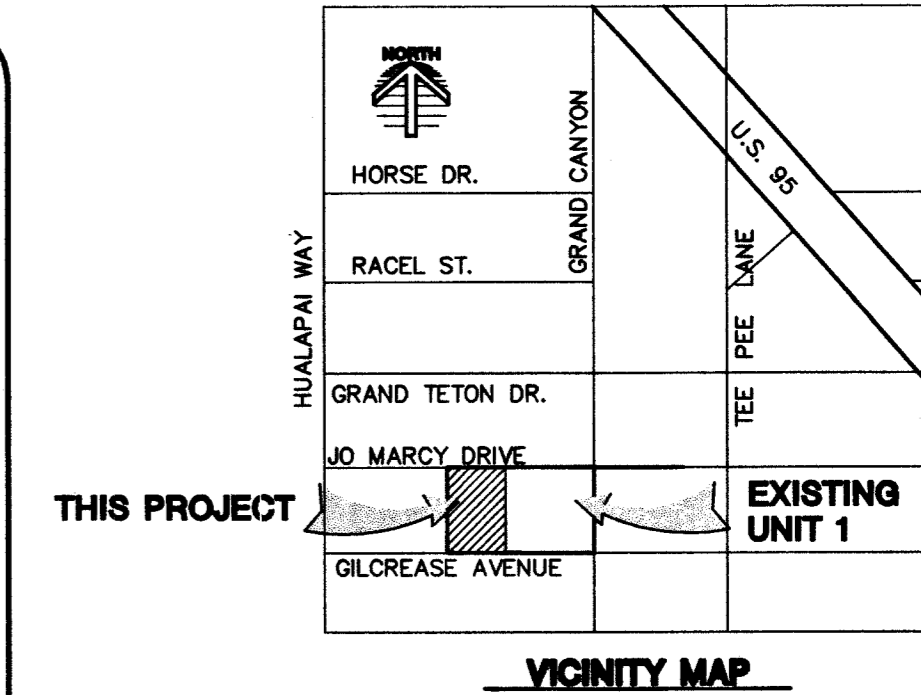 NORTH
HORSE DR.
GRAND CANYON
U.S. 95
RACEL ST.
HUALAPAI WAY
TEE PEE LANE
GRAND TETON DR.
JO MARCY DRIVE
THIS PROJECT
EXISTING
UNIT 1
GILCREASE AVENUE
VICINITY MAP